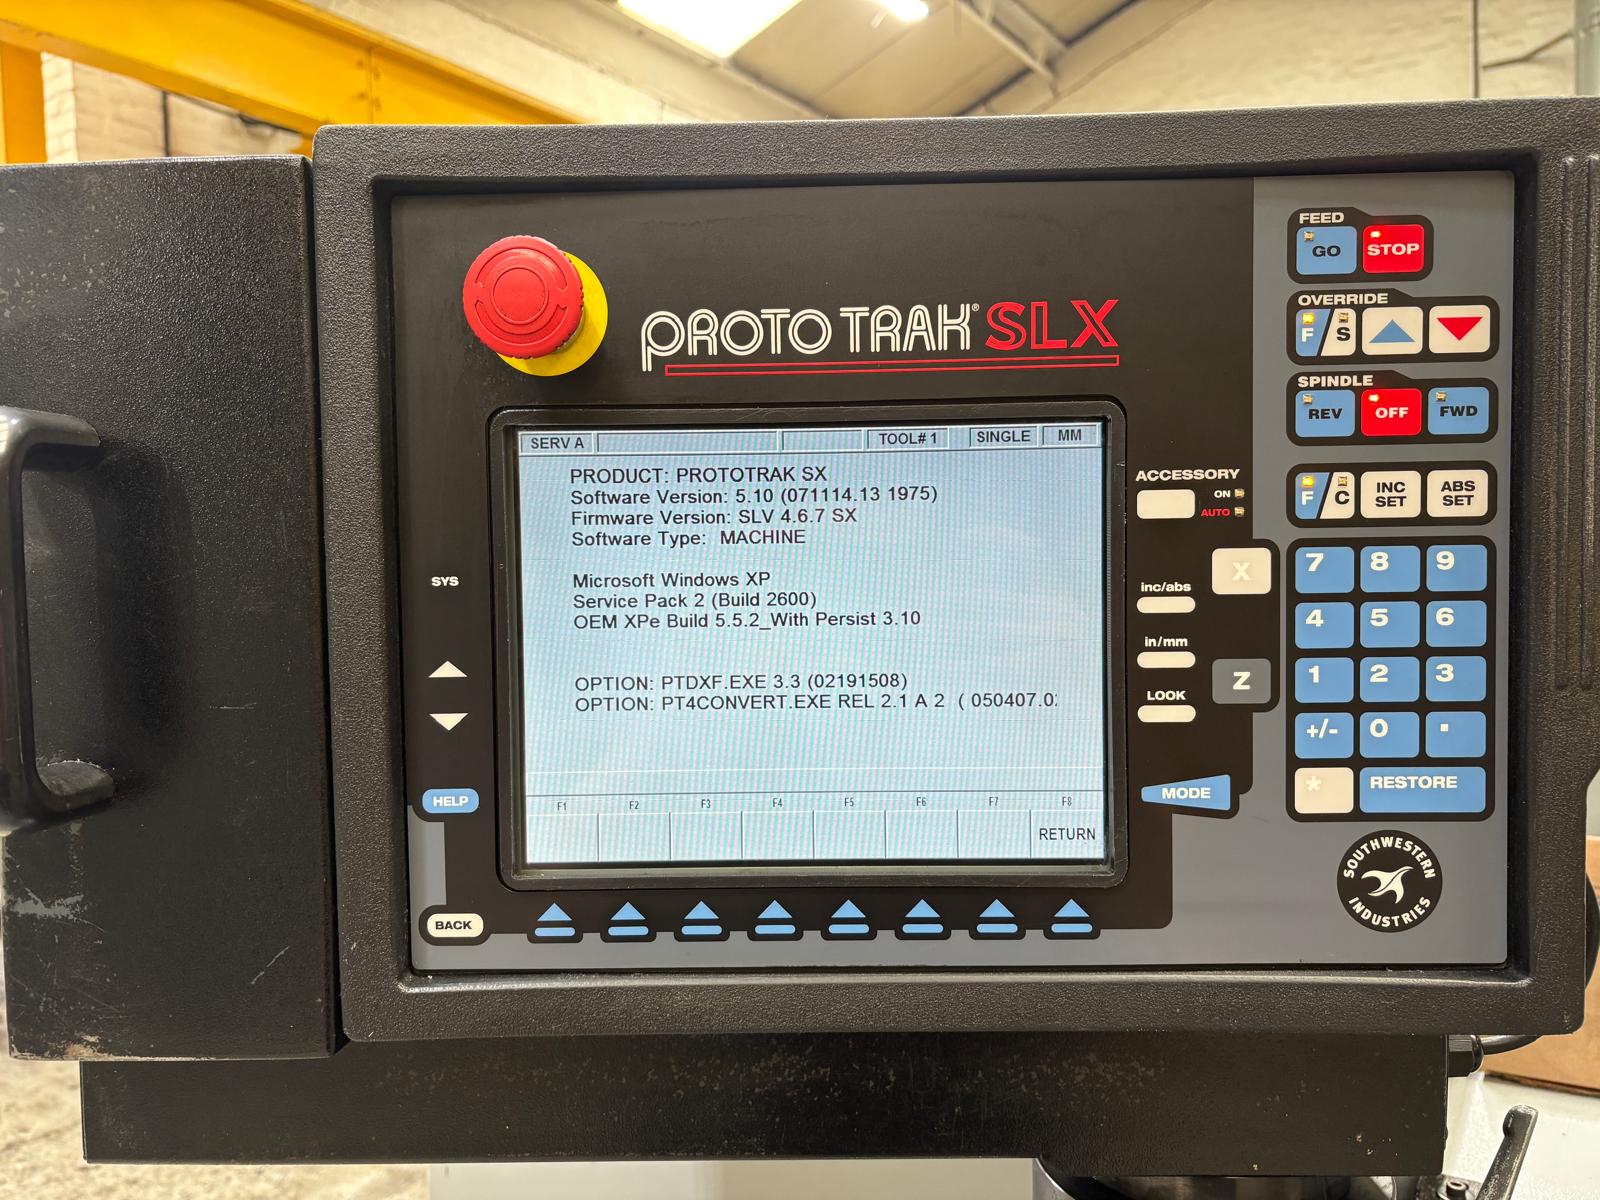 PROTO TRAK® SLX
SERV A TOOL# 1 SINGLE MM
PRODUCT: PROTOTRAK SX
Software Version: 5.10 (071114.13 1975)
Firmware Version: SLV 4.6.7 SX
Software Type: MACHINE
Microsoft Windows XP
Service Pack 2 (Build 2600)
OEM XPe Build 5.5.2_With Persist 3.10
OPTION: PTDXF.EXE 3.3 (02191508)
OPTION: PT4CONVERT.EXE REL 2.1 A 2 ( 050407.02
F1 F2 F3 F4 F5 F6 F7 F8
RETURN
SYS
HELP
BACK
ACCESSORY
ON
AUTO
inc/abs
in/mm
LOOK
MODE
X
Z
FEED
GO STOP
OVERRIDE
F/S
SPINDLE
REV OFF FWD
F/C INC SET ABS SET
7 8 9
4 5 6
1 2 3
+/- 0 .
* RESTORE
SOUTHWESTERN
INDUSTRIES